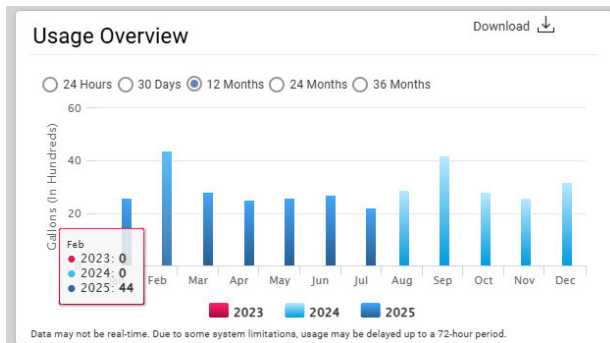 Usage Overview
Download
24 Hours 30 Days 12 Months 24 Months 36 Months
Gallons (In Hundreds)
60
40
20
Feb
2023: 0
2024: 0
2025: 44
Feb Mar Apr May Jun Jul Aug Sep Oct Nov Dec
2023 2024 2025
Data may not be real-time. Due to some system limitations, usage may be delayed up to a 72-hour period.